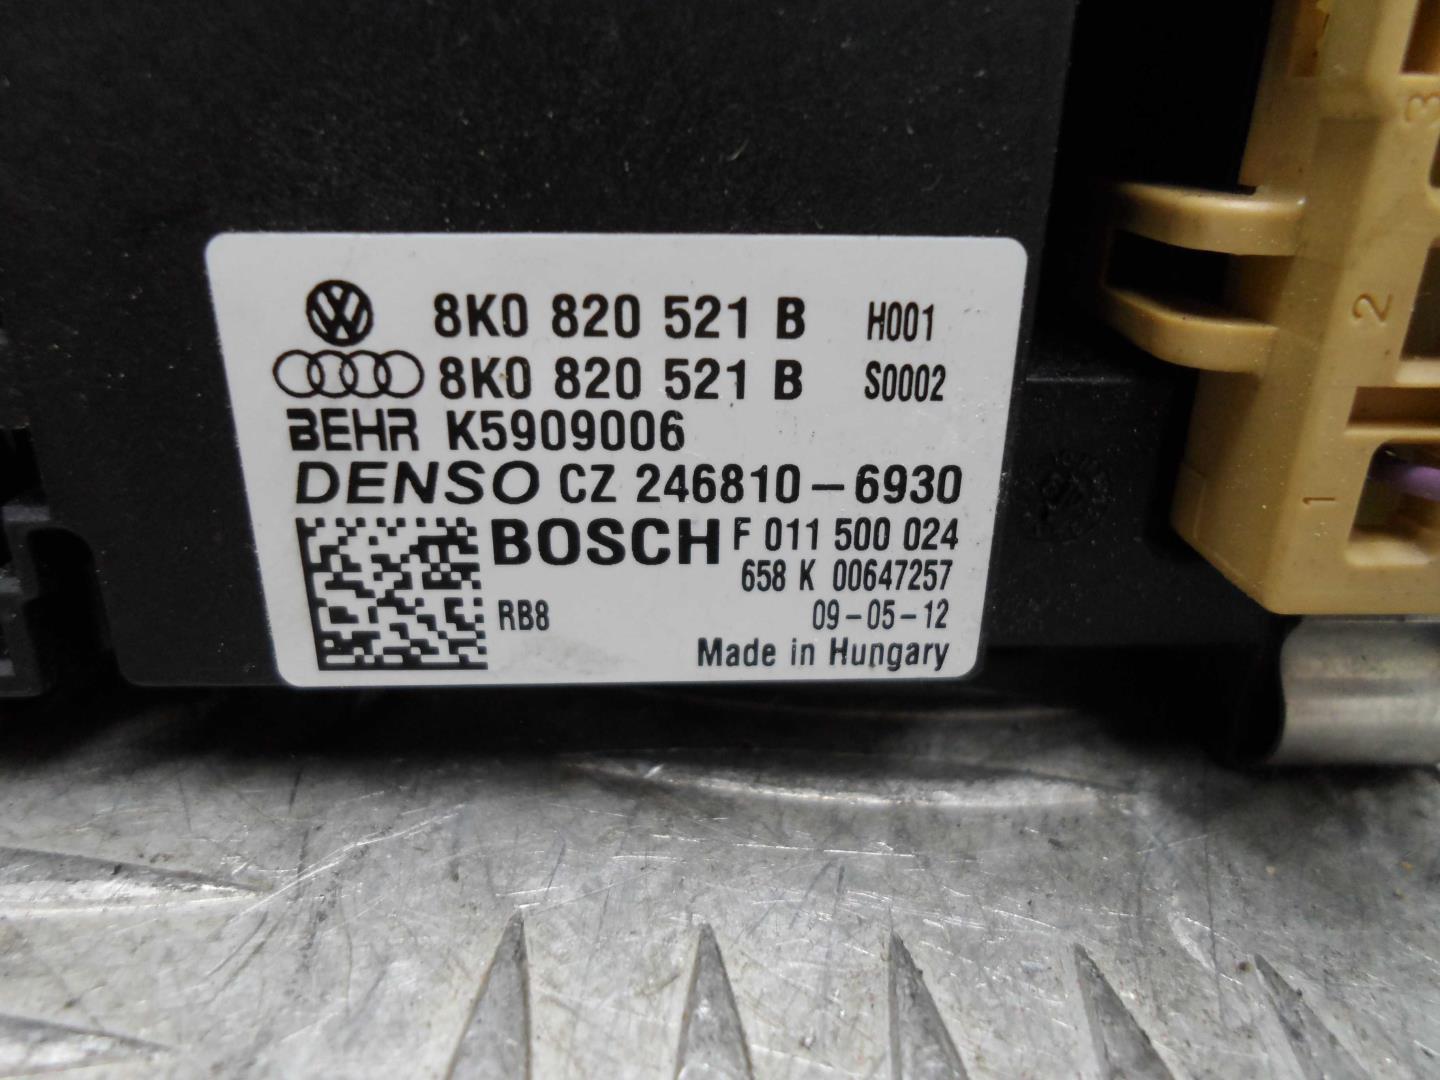 8K0 820 521 B H001
8K0 820 521 B S0002
BEHR K5909006
DENSO CZ 246810-6930
BOSCH F 011 500 024
658 K 00647257
RB8 09-05-12
Made in Hungary
3
2
1